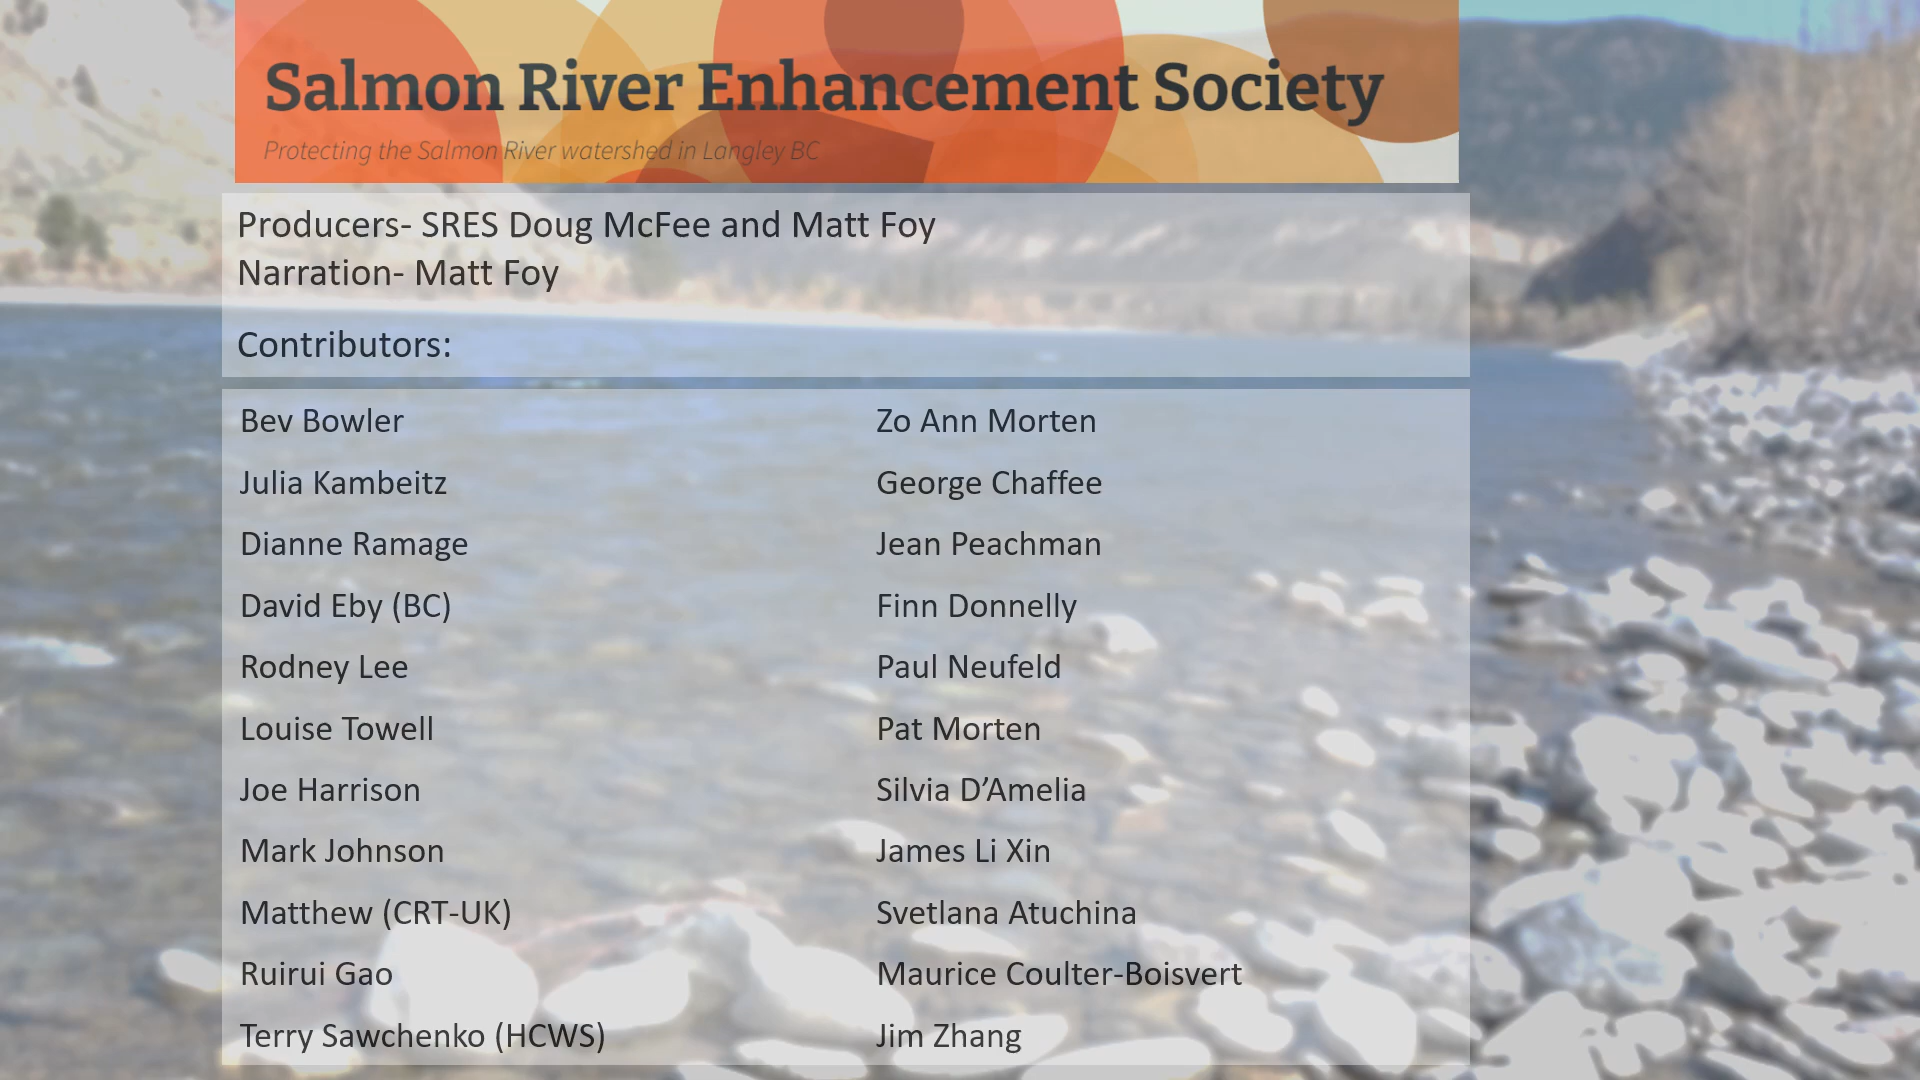 Salmon River Enhancement Society
Protecting the Salmon River watershed in Langley BC
Producers- SRES Doug McFee and Matt Foy
Narration- Matt Foy
Contributors:
Bev Bowler
Julia Kambeitz
Dianne Ramage
David Eby (BC)
Rodney Lee
Louise Towell
Joe Harrison
Mark Johnson
Matthew (CRT-UK)
Ruirui Gao
Terry Sawchenko (HCWS)
Zo Ann Morten
George Chaffee
Jean Peachman
Finn Donnelly
Paul Neufeld
Pat Morten
Silvia D’Amelia
James Li Xin
Svetlana Atuchina
Maurice Coulter-Boisvert
Jim Zhang